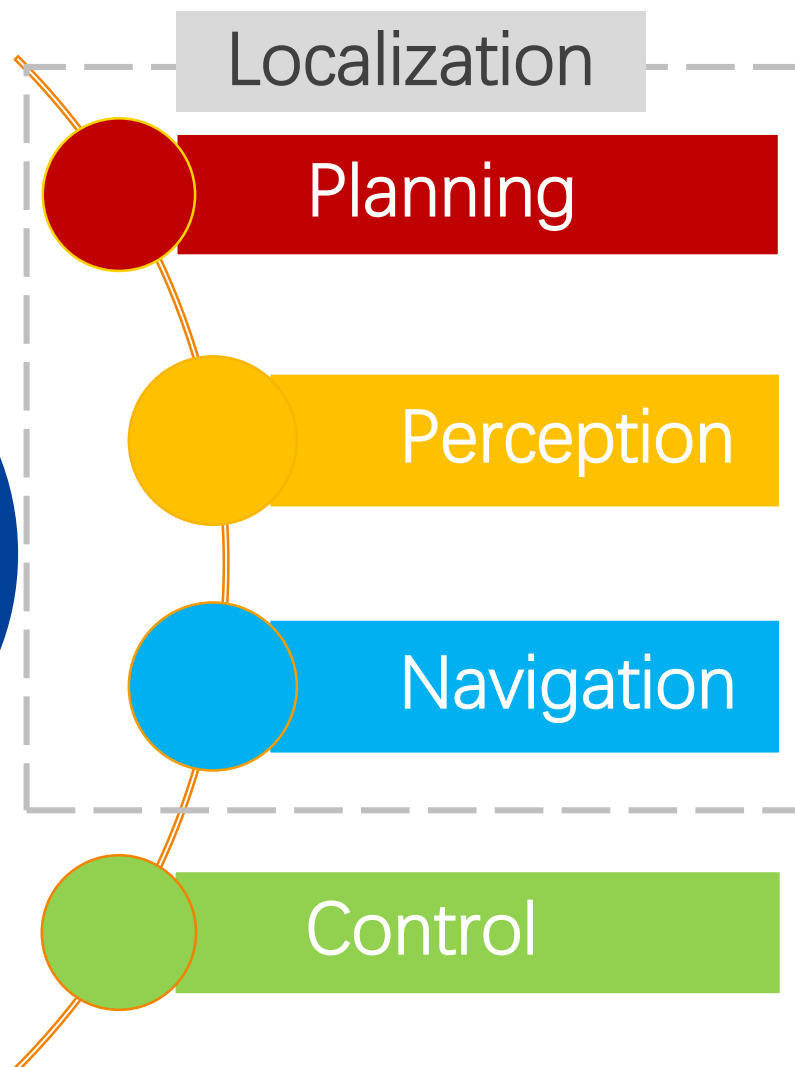 Localization
Planning
Perception
Navigation
Control